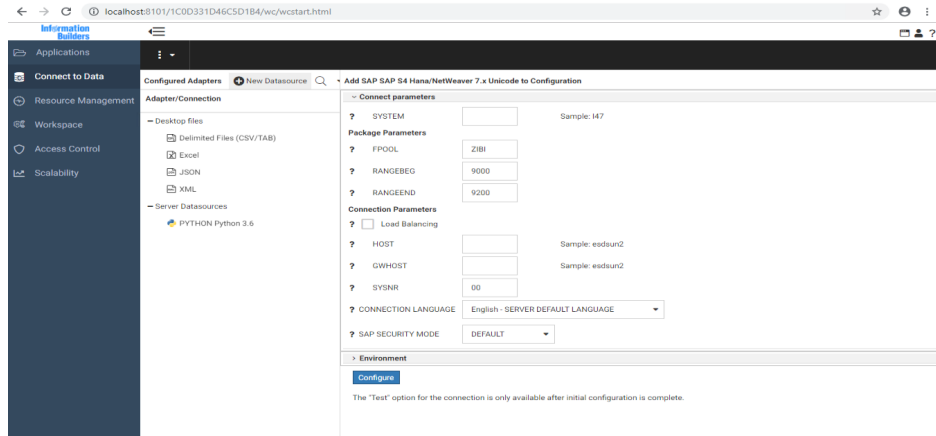 localhost:8101/1C0D331D46C5D1B4/wc/wcstart.html
Information
Builders
?
Applications
Connect to Data
Resource Management
Workspace
Access Control
Scalability
Configured Adapters
New Datasource
Adapter/Connection
Desktop files
Delimited Files (CSV/TAB)
Excel
JSON
XML
Server Datasources
PYTHON Python 3.6
Add SAP SAP S4 Hana/NetWeaver 7.x Unicode to Configuration
Connect parameters
? SYSTEM Sample: I47
Package Parameters
? FPOOL ZIBI
? RANGEBEG 9000
? RANGEEND 9200
Connection Parameters
? Load Balancing
? HOST Sample: esdsun2
? GWHOST Sample: esdsun2
? SYSNR 00
? CONNECTION LANGUAGE English - SERVER DEFAULT LANGUAGE
? SAP SECURITY MODE DEFAULT
Environment
Configure
The "Test" option for the connection is only available after initial configuration is complete.